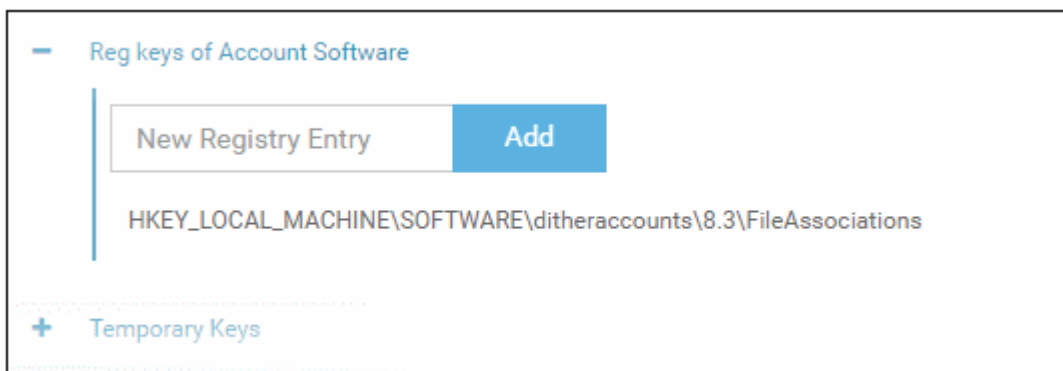 Reg keys of Account Software
New Registry Entry Add
HKEY_LOCAL_MACHINE\SOFTWARE\ditheraccounts\8.3\FileAssociations
Temporary Keys